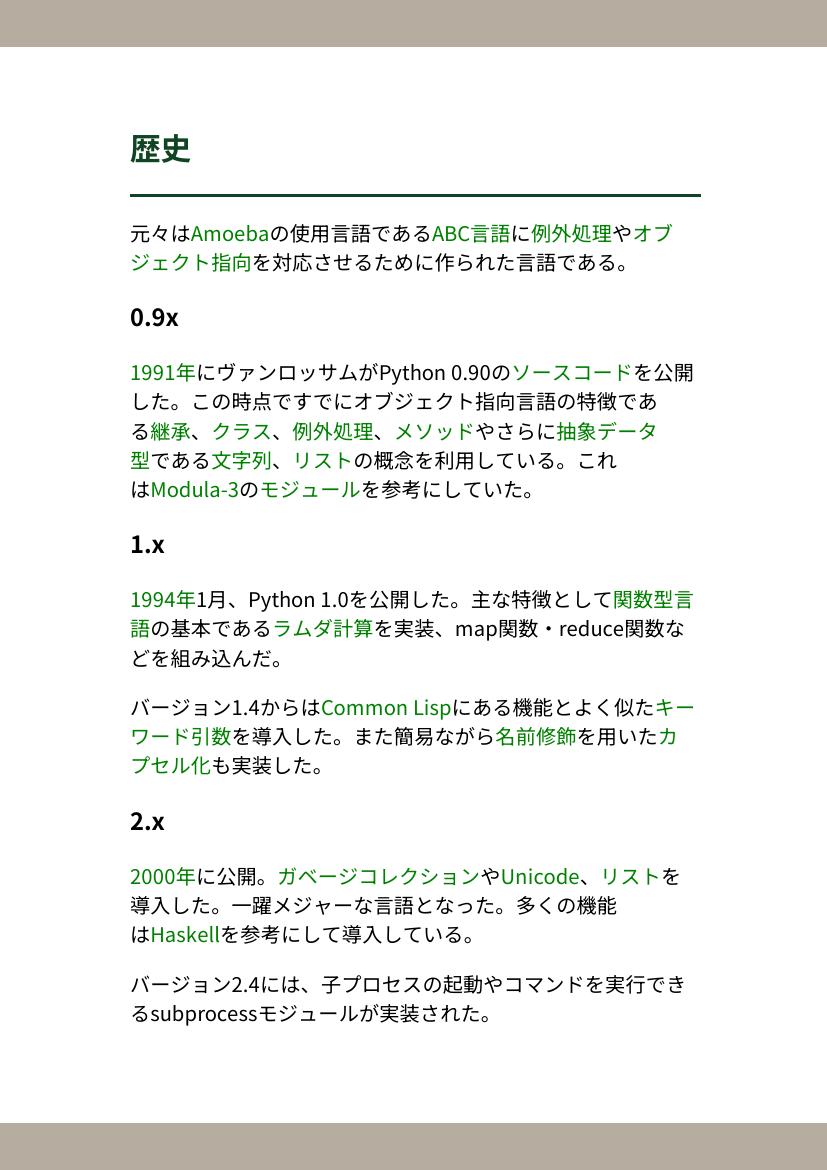 歴史
元々はAmoebaの使用言語であるABC言語に例外処理やオブ
ジェクト指向を対応させるために作られた言語である。
0.9x
1991年にヴァンロッサムがPython 0.90のソースコードを公開
した。この時点ですでにオブジェクト指向言語の特徴であ
る継承、クラス、例外処理、メソッドやさらに抽象データ
型である文字列、リストの概念を利用している。これ
はModula-3のモジュールを参考にしていた。
1.x
1994年1月、Python 1.0を公開した。主な特徴として関数型言
語の基本であるラムダ計算を実装、map関数・reduce関数な
どを組み込んだ。
バージョン1.4からはCommon Lispにある機能とよく似たキー
ワード引数を導入した。また簡易ながら名前修飾を用いたカ
プセル化も実装した。
2.x
2000年に公開。ガベージコレクションやUnicode、リストを
導入した。一躍メジャーな言語となった。多くの機能
はHaskellを参考にして導入している。
バージョン2.4には、子プロセスの起動やコマンドを実行でき
るsubprocessモジュールが実装された。